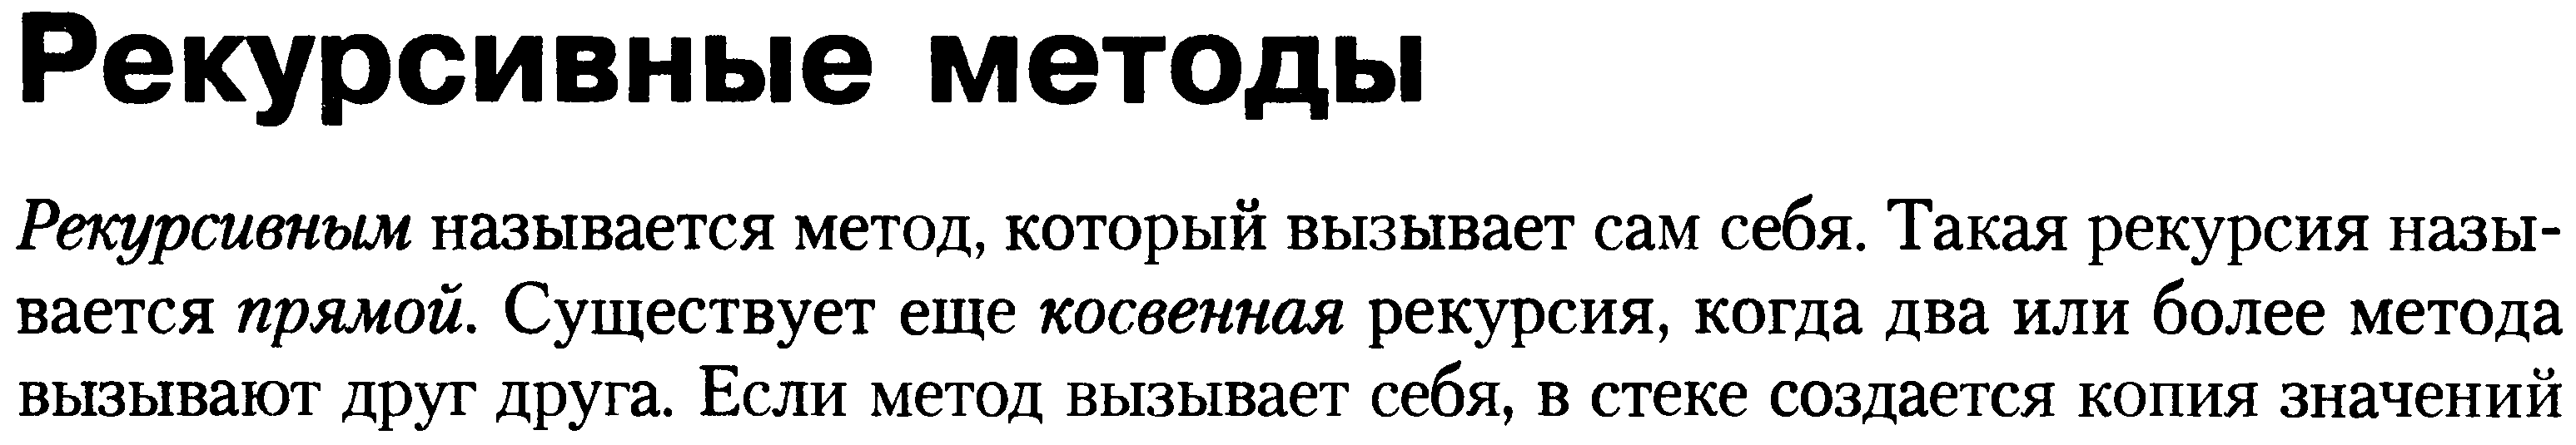 Рекурсивные методы
Рекурсивным называется метод, который вызывает сам себя. Такая рекурсия назы-
вается прямой. Существует еще косвенная рекурсия, когда два или более метода
вызывают друг друга. Если метод вызывает себя, в стеке создается копия значений